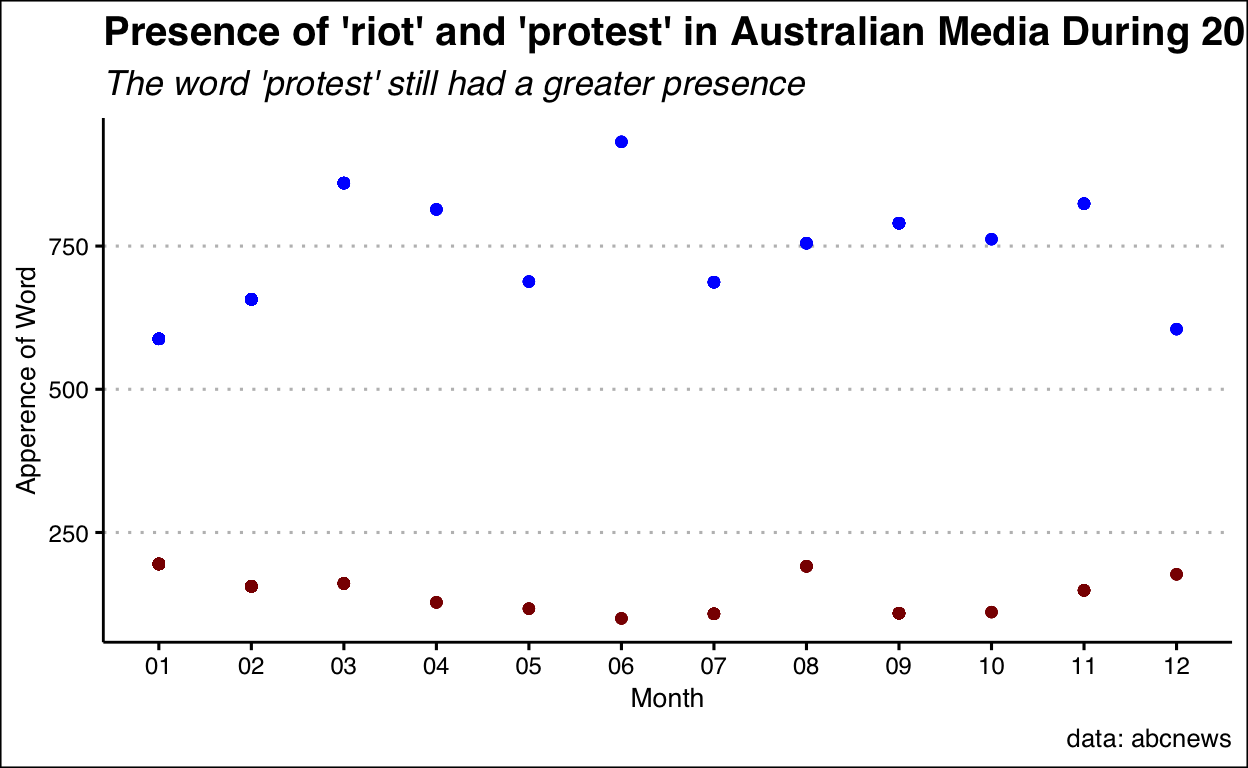 Presence of 'riot' and 'protest' in Australian Media During 20
The word 'protest' still had a greater presence
Apperence of Word
750
500
250
01 02 03 04 05 06 07 08 09 10 11 12
Month
data: abcnews